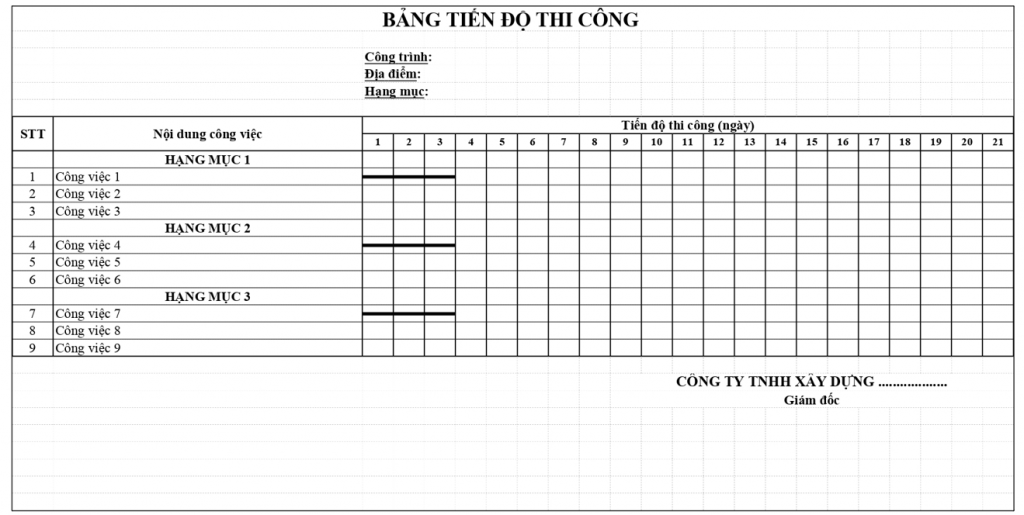 BẢNG TIẾN ĐỘ THI CÔNG
Công trình:
Địa điểm:
Hạng mục:
STT Nội dung công việc Tiến độ thi công (ngày)
1 2 3 4 5 6 7 8 9 10 11 12 13 14 15 16 17 18 19 20 21
HẠNG MỤC 1
1 Công việc 1
2 Công việc 2
3 Công việc 3
HẠNG MỤC 2
4 Công việc 4
5 Công việc 5
6 Công việc 6
HẠNG MỤC 3
7 Công việc 7
8 Công việc 8
9 Công việc 9
CÔNG TY TNHH XÂY DỰNG ...................
Giám đốc